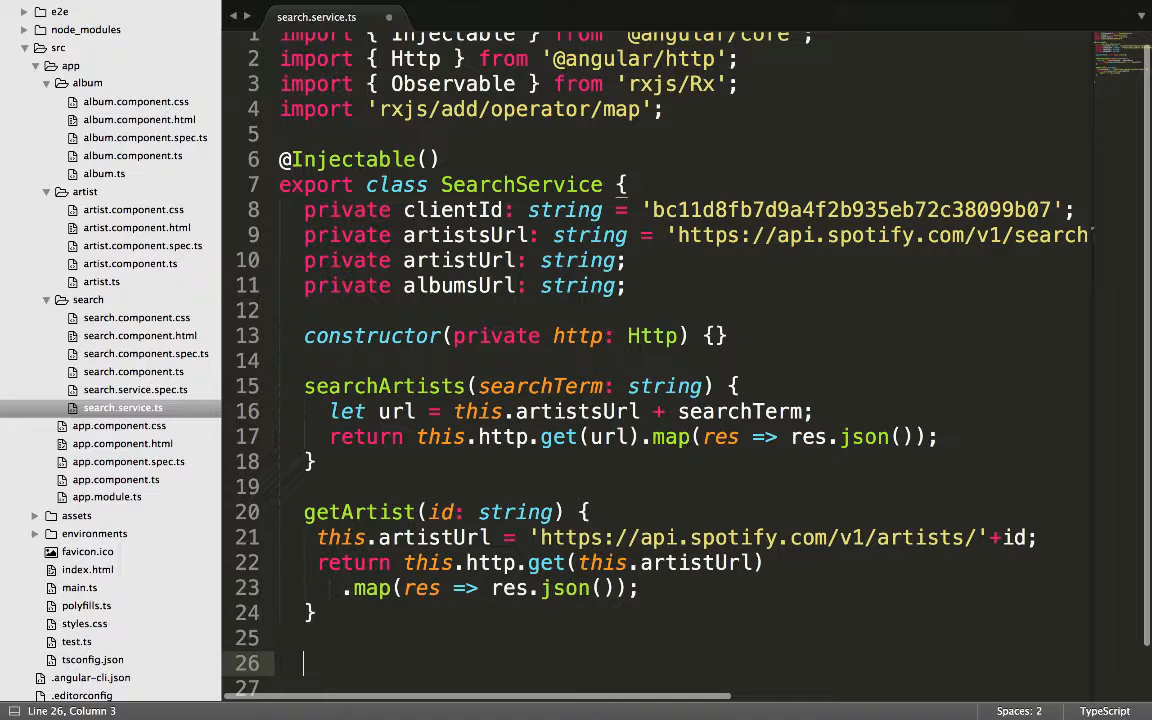 e2e
node_modules
src
app
album
album.component.css
album.component.html
album.component.spec.ts
album.component.ts
album.ts
artist
artist.component.css
artist.component.html
artist.component.spec.ts
artist.component.ts
artist.ts
search
search.component.css
search.component.html
search.component.spec.ts
search.component.ts
search.service.spec.ts
search.service.ts
app.component.css
app.component.html
app.component.spec.ts
app.component.ts
app.module.ts
assets
environments
favicon.ico
index.html
main.ts
polyfills.ts
styles.css
test.ts
tsconfig.json
.angular-cli.json
.editorconfig
search.service.ts
1 import { Injectable } from '@angular/core';
2 import { Http } from '@angular/http';
3 import { Observable } from 'rxjs/Rx';
4 import 'rxjs/add/operator/map';
5
6 @Injectable()
7 export class SearchService {
8 private clientId: string = 'bc11d8fb7d9a4f2b935eb72c38099b07';
9 private artistsUrl: string = 'https://api.spotify.com/v1/search
10 private artistUrl: string;
11 private albumsUrl: string;
12
13 constructor(private http: Http) {}
14
15 searchArtists(searchTerm: string) {
16 let url = this.artistsUrl + searchTerm;
17 return this.http.get(url).map(res => res.json());
18 }
19
20 getArtist(id: string) {
21 this.artistUrl = 'https://api.spotify.com/v1/artists/'+id;
22 return this.http.get(this.artistUrl)
23 .map(res => res.json());
24 }
25
26
27
Line 26, Column 3
Spaces: 2
TypeScript